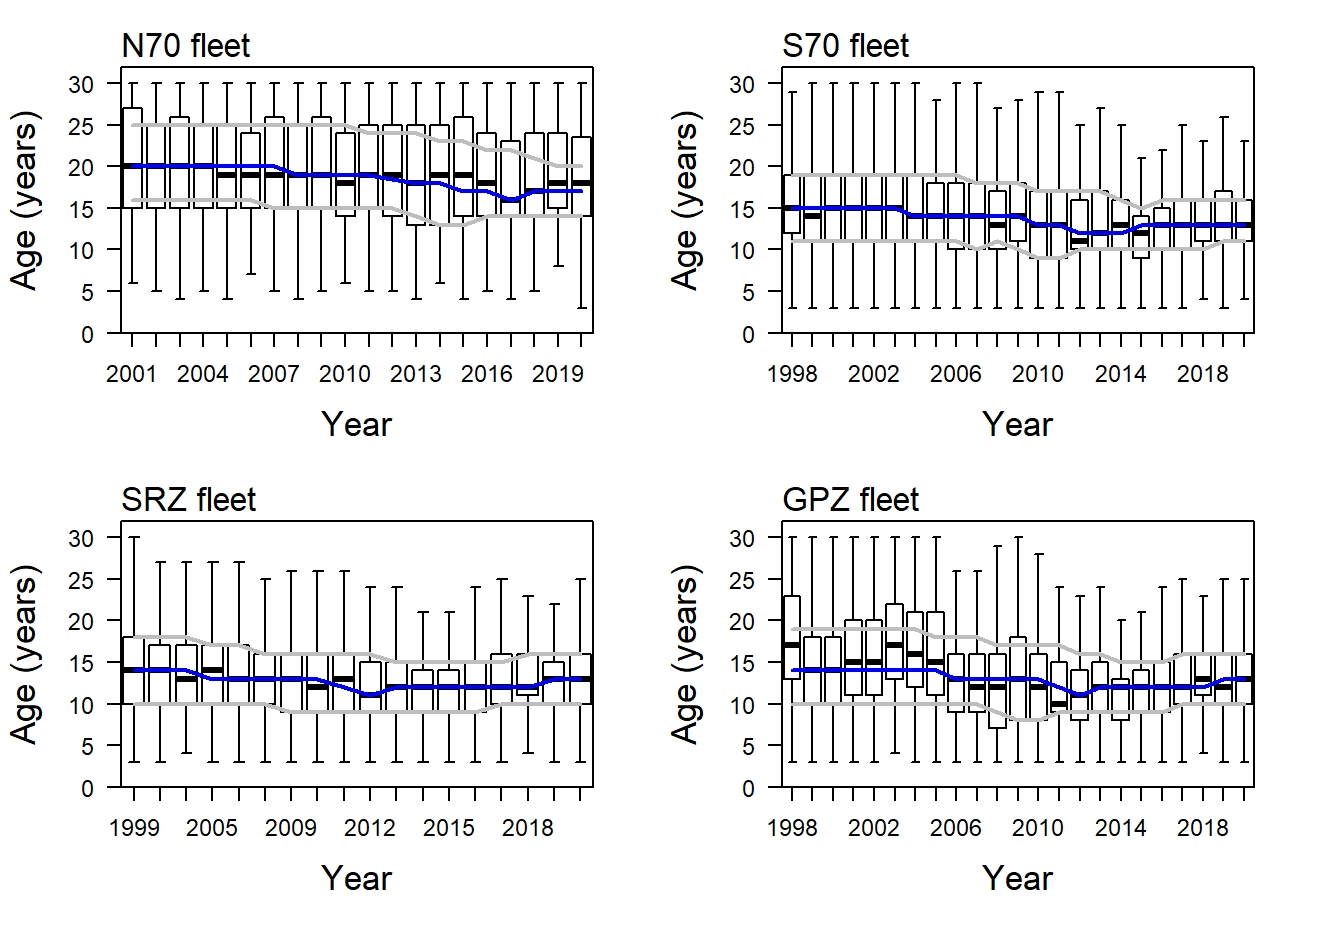 N70 fleet
Age (years)
30
25
20
15
10
5
0
2001 2004 2007 2010 2013 2016 2019
Year
S70 fleet
Age (years)
30
25
20
15
10
5
0
1998 2002 2006 2010 2014 2018
Year
SRZ fleet
Age (years)
30
25
20
15
10
5
0
1999 2005 2009 2012 2015 2018
Year
GPZ fleet
Age (years)
30
25
20
15
10
5
0
1998 2002 2006 2010 2014 2018
Year